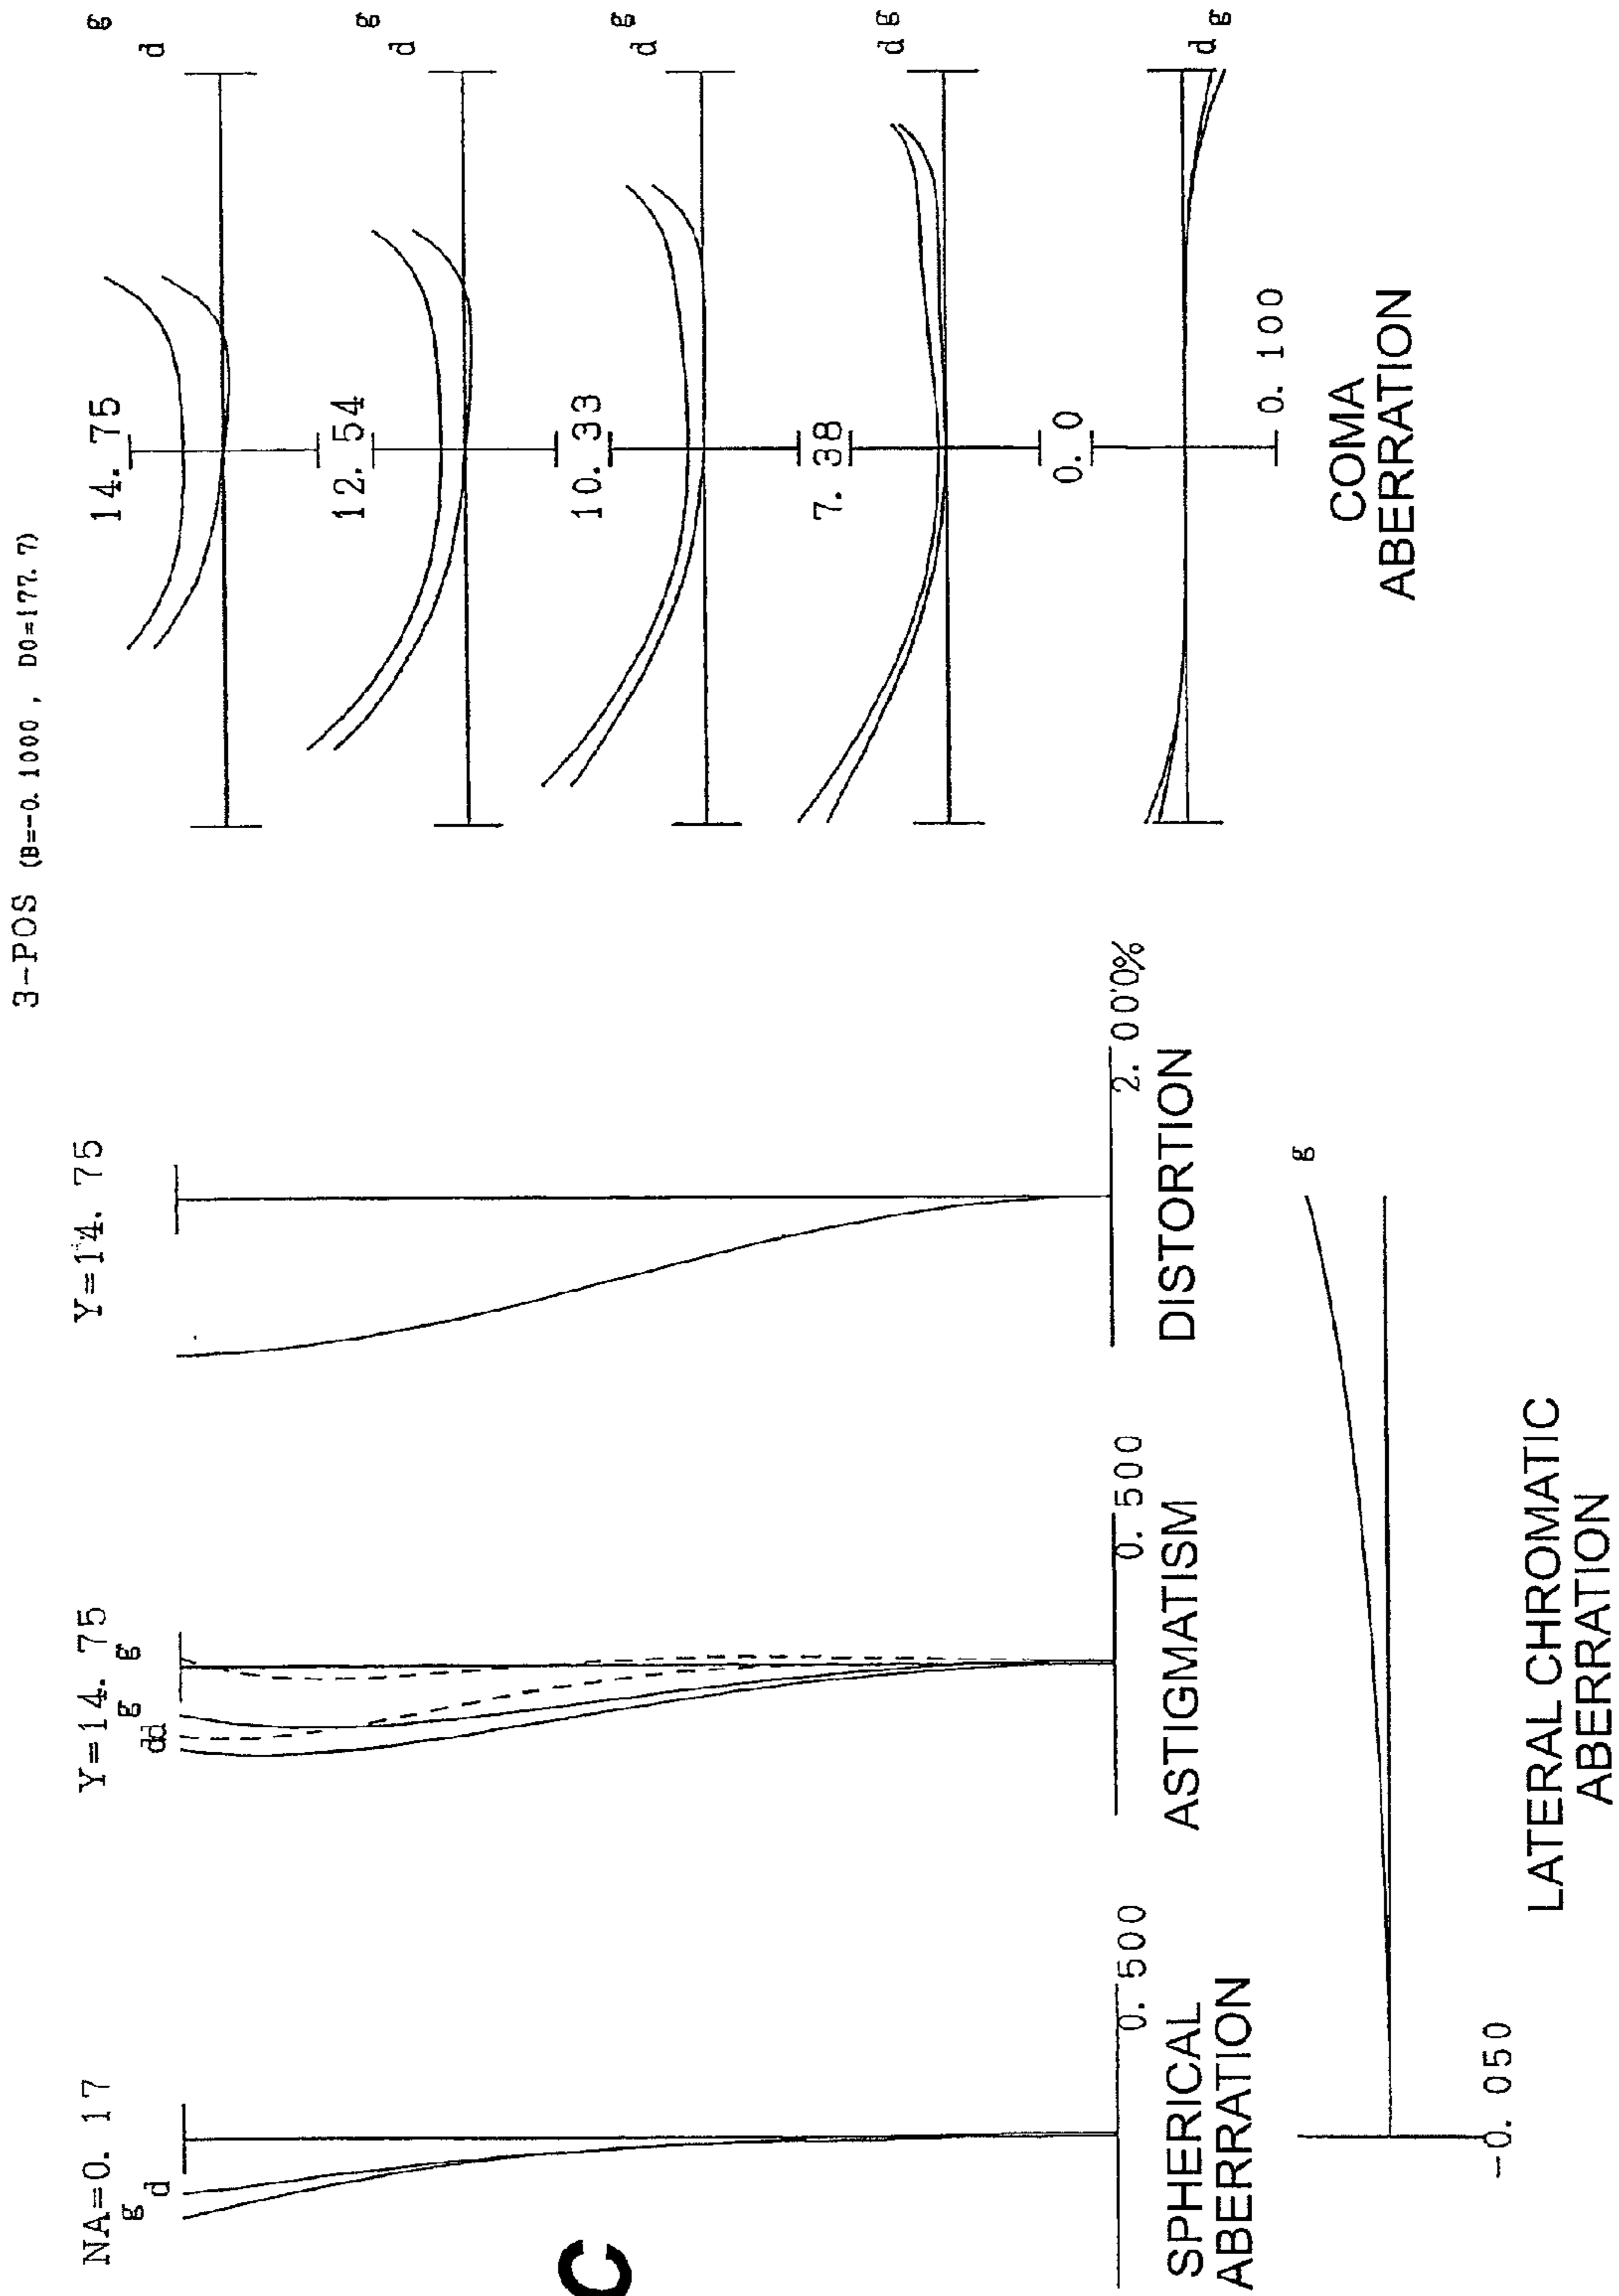 3-POS (B=-0. 1000 , D0=177. 7)
C
NA=0. 17
g
d
0. 500
SPHERICAL
ABERRATION
Y=14. 75
dd
g
g
0. 500
ASTIGMATISM
Y=14. 75
2. 000%
DISTORTION
14. 75
d
g
12. 54
d
g
10. 33
d
g
7. 38
d
g
0. 0
d
g
0. 100
COMA
ABERRATION
g
-0. 050
LATERAL CHROMATIC
ABERRATION